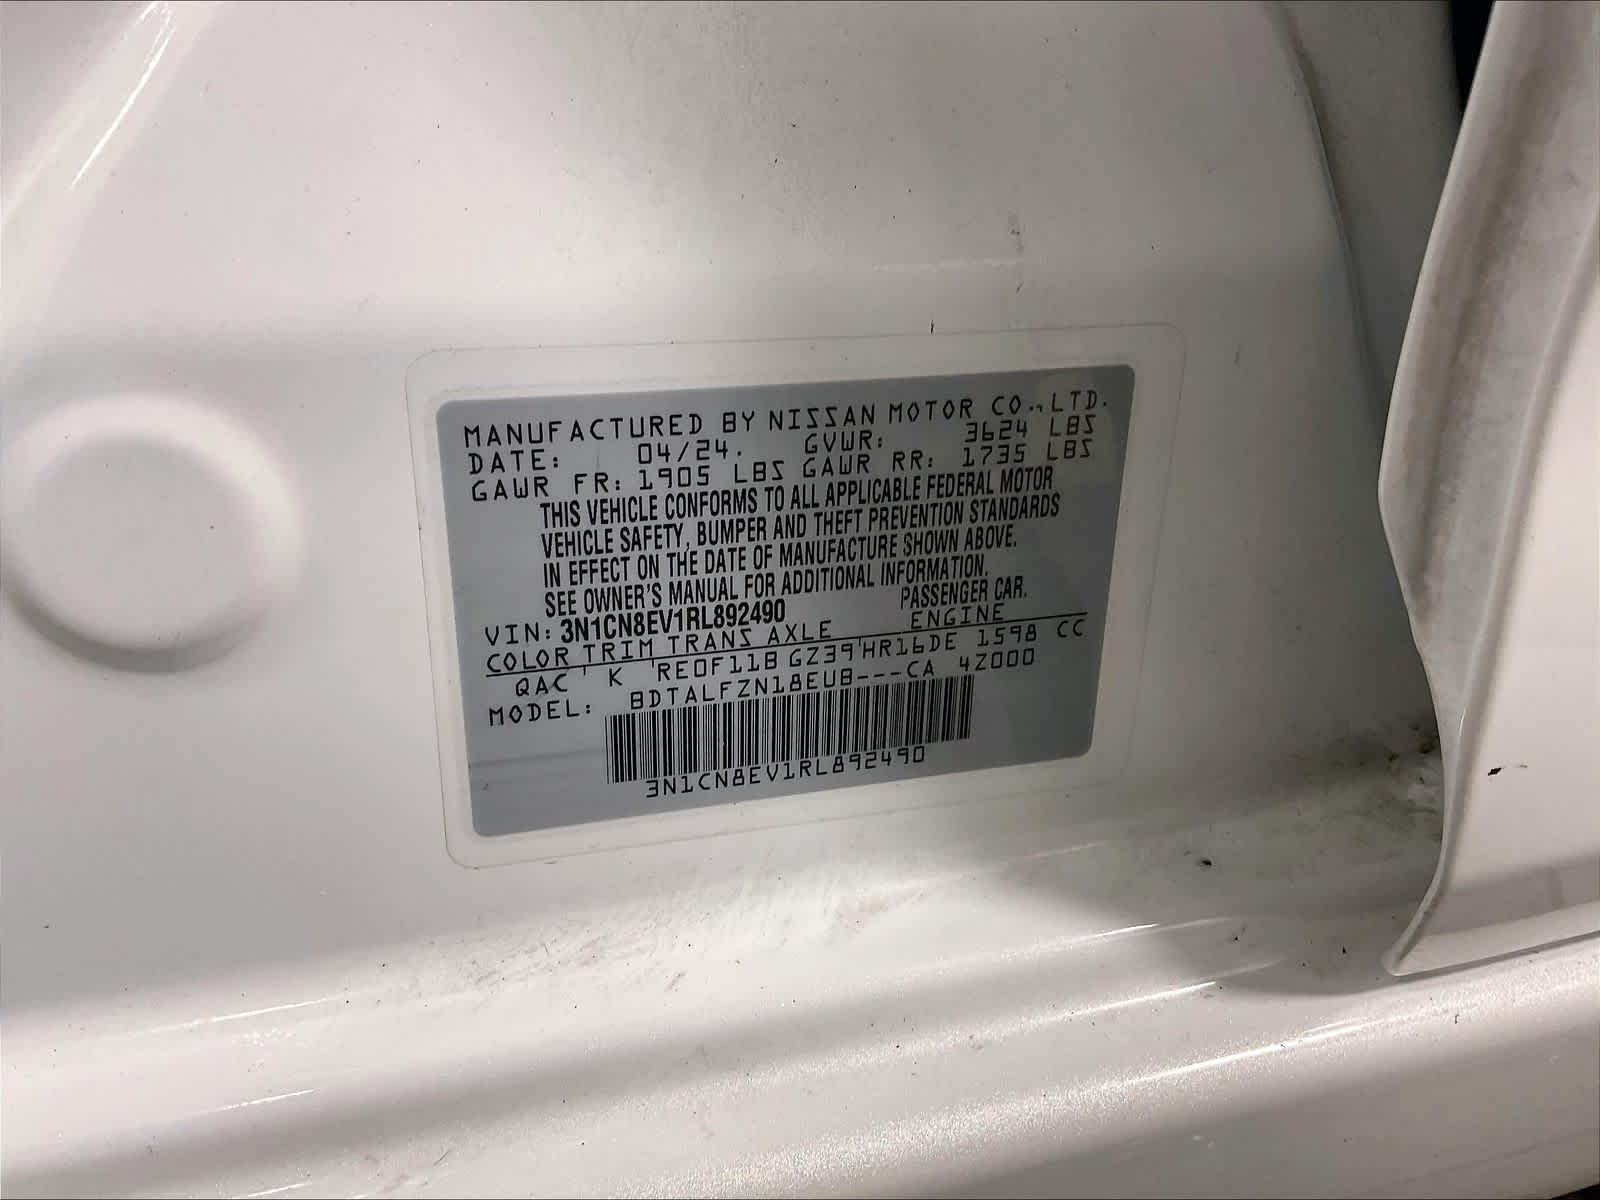 MANUFACTURED BY NISSAN MOTOR CO., LTD.
DATE: 04/24. GVWR: 3624 LBS
GAWR FR: 1905 LBS GAWR RR: 1735 LBS
THIS VEHICLE CONFORMS TO ALL APPLICABLE FEDERAL MOTOR
VEHICLE SAFETY, BUMPER AND THEFT PREVENTION STANDARDS
IN EFFECT ON THE DATE OF MANUFACTURE SHOWN ABOVE.
SEE OWNER'S MANUAL FOR ADDITIONAL INFORMATION.
VIN: 3N1CN8EV1RL892490 PASSENGER CAR.
COLOR TRIM TRANS AXLE ENGINE
QAC K RE0F11B GZ39 HR16DE 1598 CC
MODEL: BDTALFZN18EUB---CA 4Z000
3N1CN8EV1RL892490